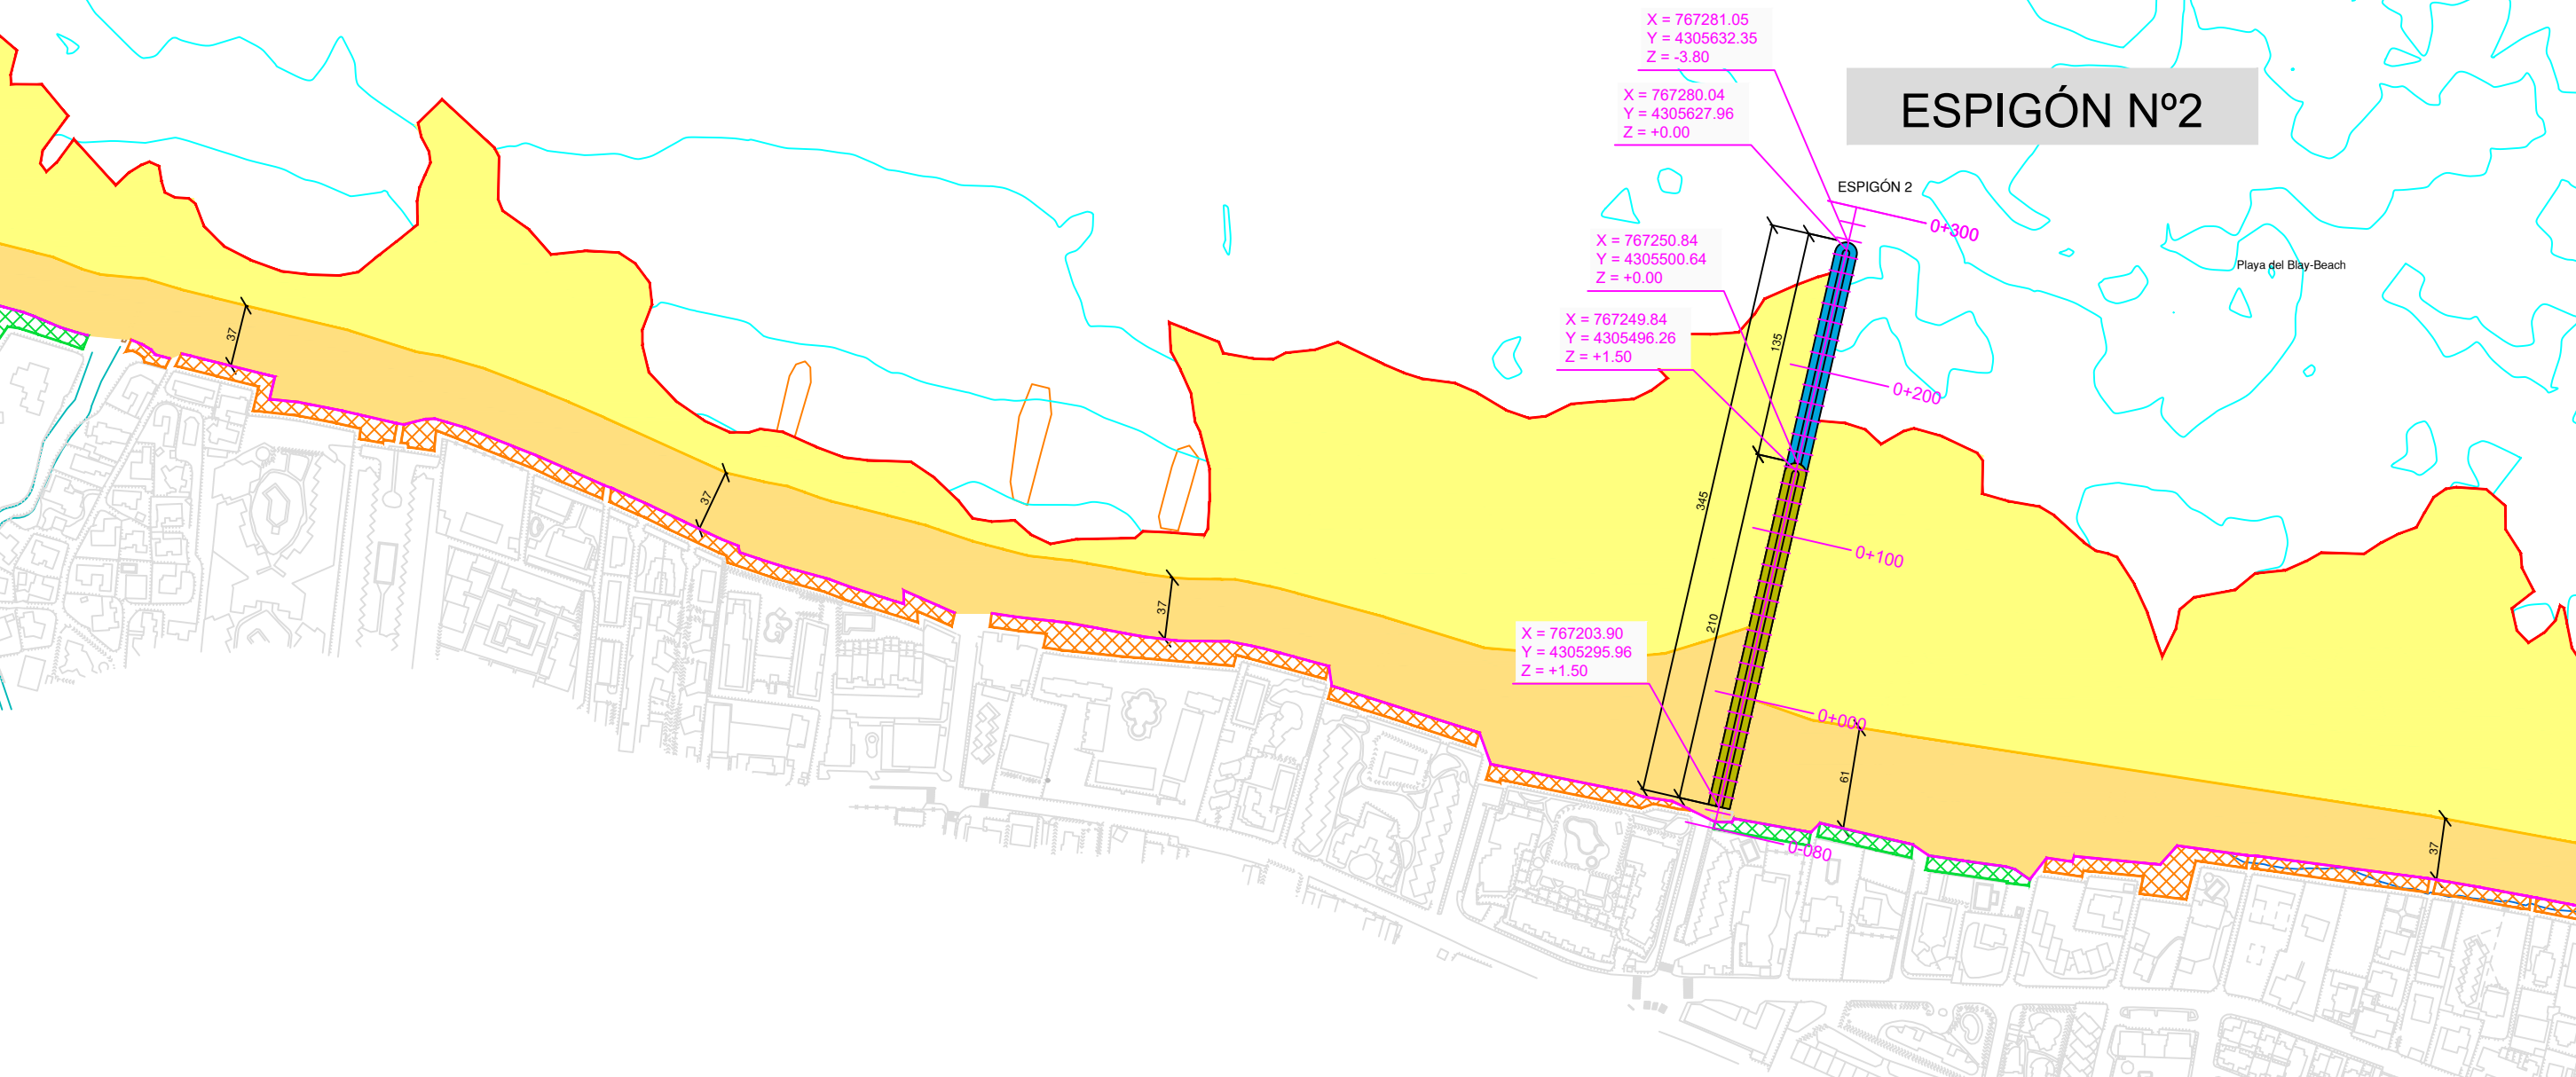 X = 767281.05
Y = 4305632.35
Z = -3.80
X = 767280.04
Y = 4305627.96
Z = +0.00
ESPIGÓN Nº2
ESPIGÓN 2
0+300
X = 767250.84
Y = 4305500.64
Z = +0.00
Playa del Blay-Beach
X = 767249.84
Y = 4305496.26
Z = +1.50
37
135
0+200
37
345
0+100
37
210
X = 767203.90
Y = 4305295.96
Z = +1.50
0+000
61
0-080
37